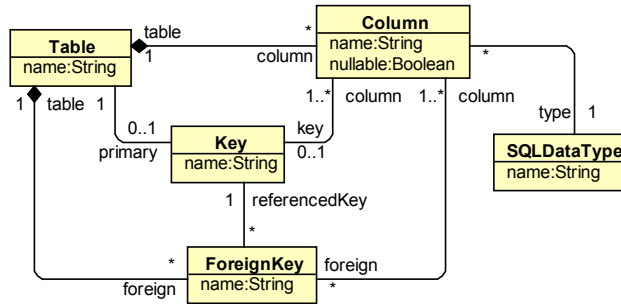 Table
name:String
table
1
*
column
Column
name:String
nullable:Boolean
*
type
1
SQLDataType
name:String
1
table
1
0..1
primary
Key
name:String
key
0..1
1..*
column
1..*
column
1
referencedKey
*
*
foreign
ForeignKey
name:String
foreign
*